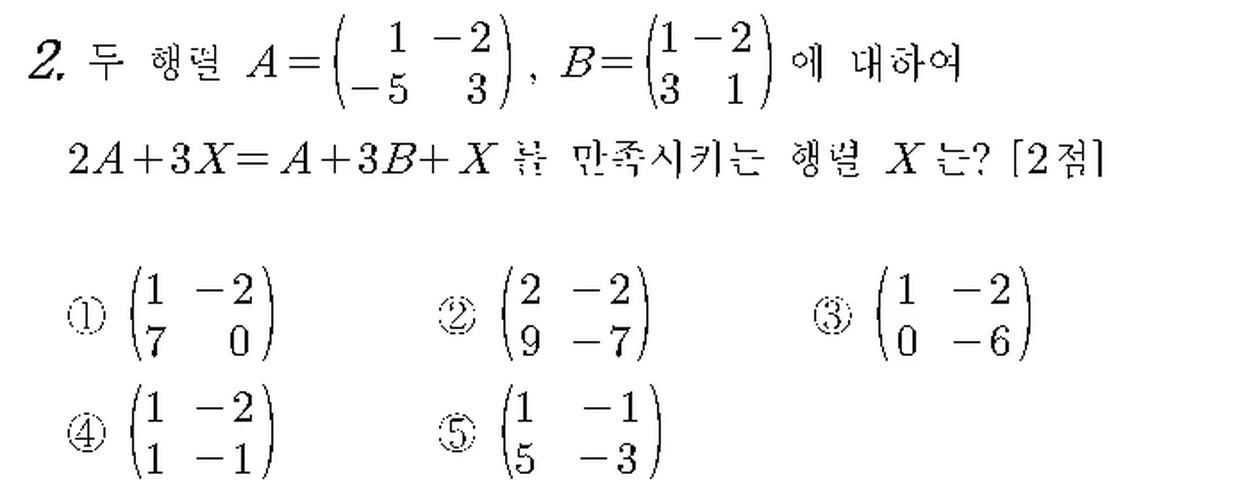 2. 두 행렬 A=(1 -2 -5 3), B=(1 -2 3 1)에 대하여
2A+3X=A+3B+X 를 만족시키는 행렬 X는? [2점]
① (1 -2 7 0) ② (2 -2 9 -7) ③ (1 -2 0 -6)
④ (1 -2 1 -1) ⑤ (1 -1 5 -3)